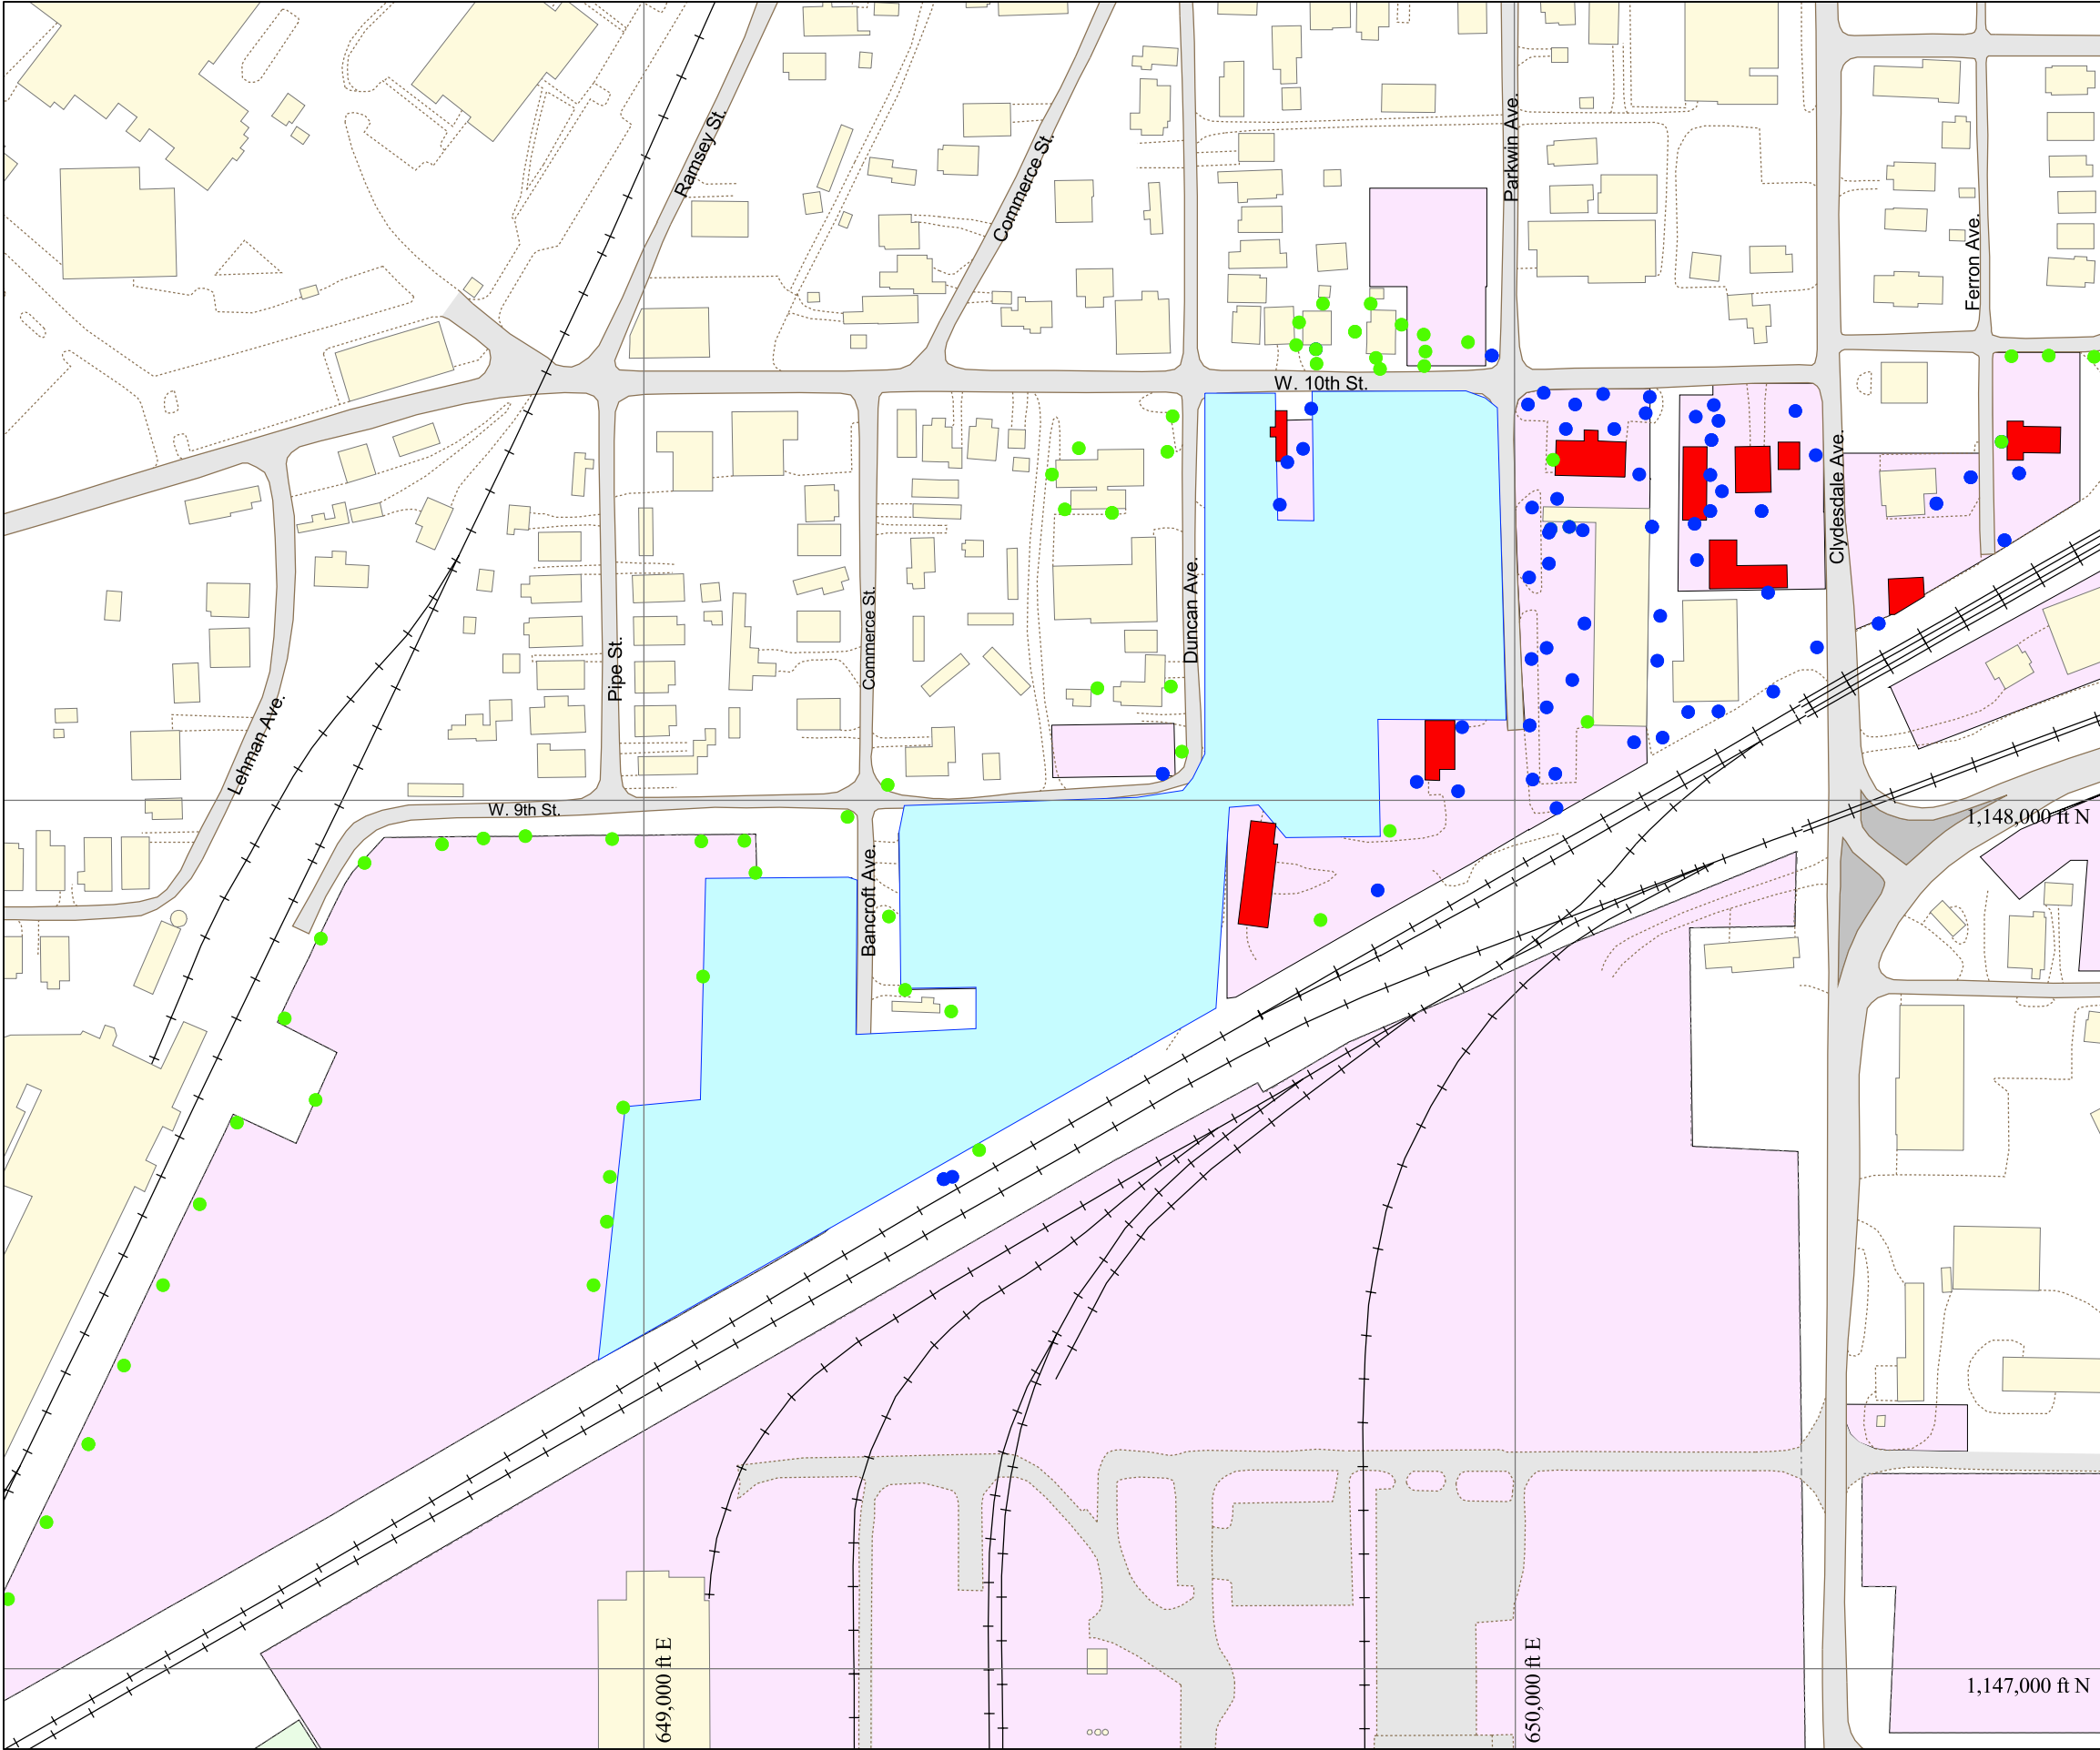 Ramsey St.
Commerce St.
Parkwin Ave.
Ferron Ave.
W. 10th St.
Clydesdale Ave.
Duncan Ave.
Commerce St.
Pipe St.
Lehman Ave.
W. 9th St.
1,148,000 ft N
Bancroft Ave.
649,000 ft E
650,000 ft E
1,147,000 ft N